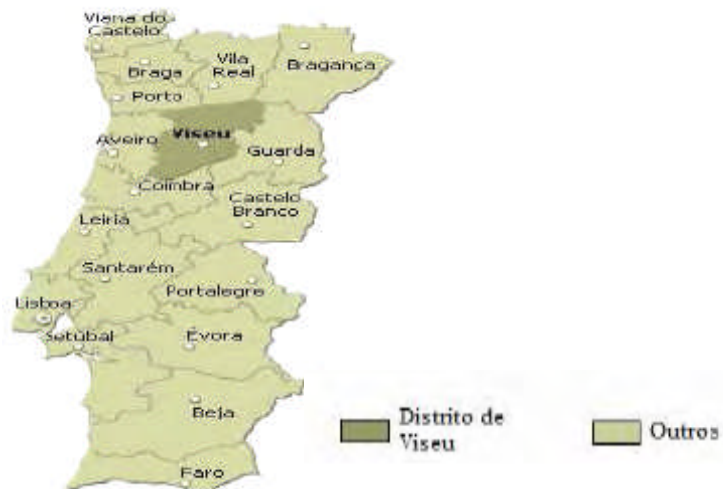 Viana do
Castelo
Braga
Vila
Real
Bragança
Porto
Aveiro
Viseu
Guarda
Coimbra
Castelo
Branco
Leiria
Santarém
Portalegre
Lisboa
Setúbal
Évora
Beja
Faro
Distrito de
Viseu
Outros